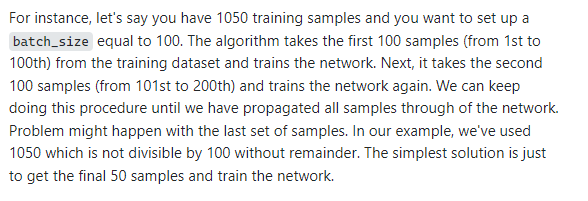 For instance, let's say you have 1050 training samples and you want to set up a
batch_size equal to 100. The algorithm takes the first 100 samples (from 1st to
100th) from the training dataset and trains the network. Next, it takes the second
100 samples (from 101st to 200th) and trains the network again. We can keep
doing this procedure until we have propagated all samples through of the network.
Problem might happen with the last set of samples. In our example, we've used
1050 which is not divisible by 100 without remainder. The simplest solution is just
to get the final 50 samples and train the network.